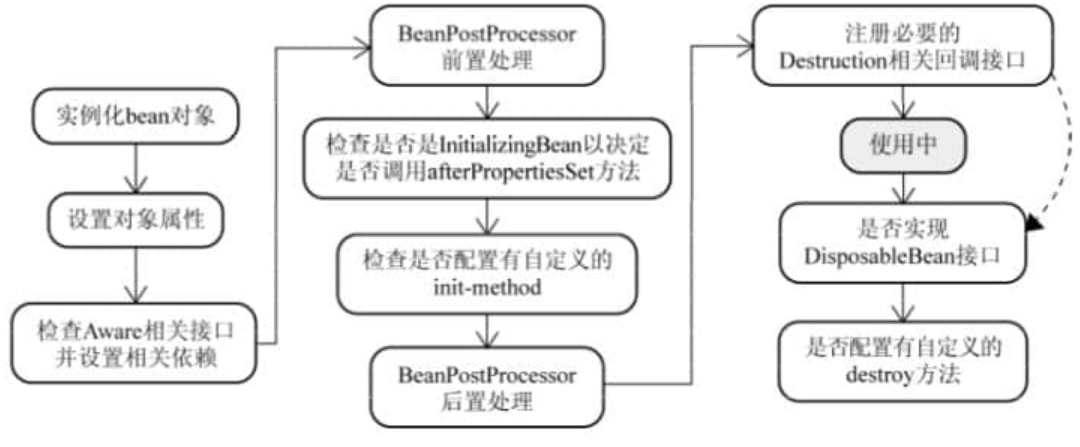 实例化bean对象
设置对象属性
检查Aware相关接口
并设置相关依赖
BeanPostProcessor
前置处理
检查是否是InitializingBean以决定
是否调用afterPropertiesSet方法
检查是否配置有自定义的
init-method
BeanPostProcessor
后置处理
注册必要的
Destruction相关回调接口
使用中
是否实现
DisposableBean接口
是否配置有自定义的
destroy方法